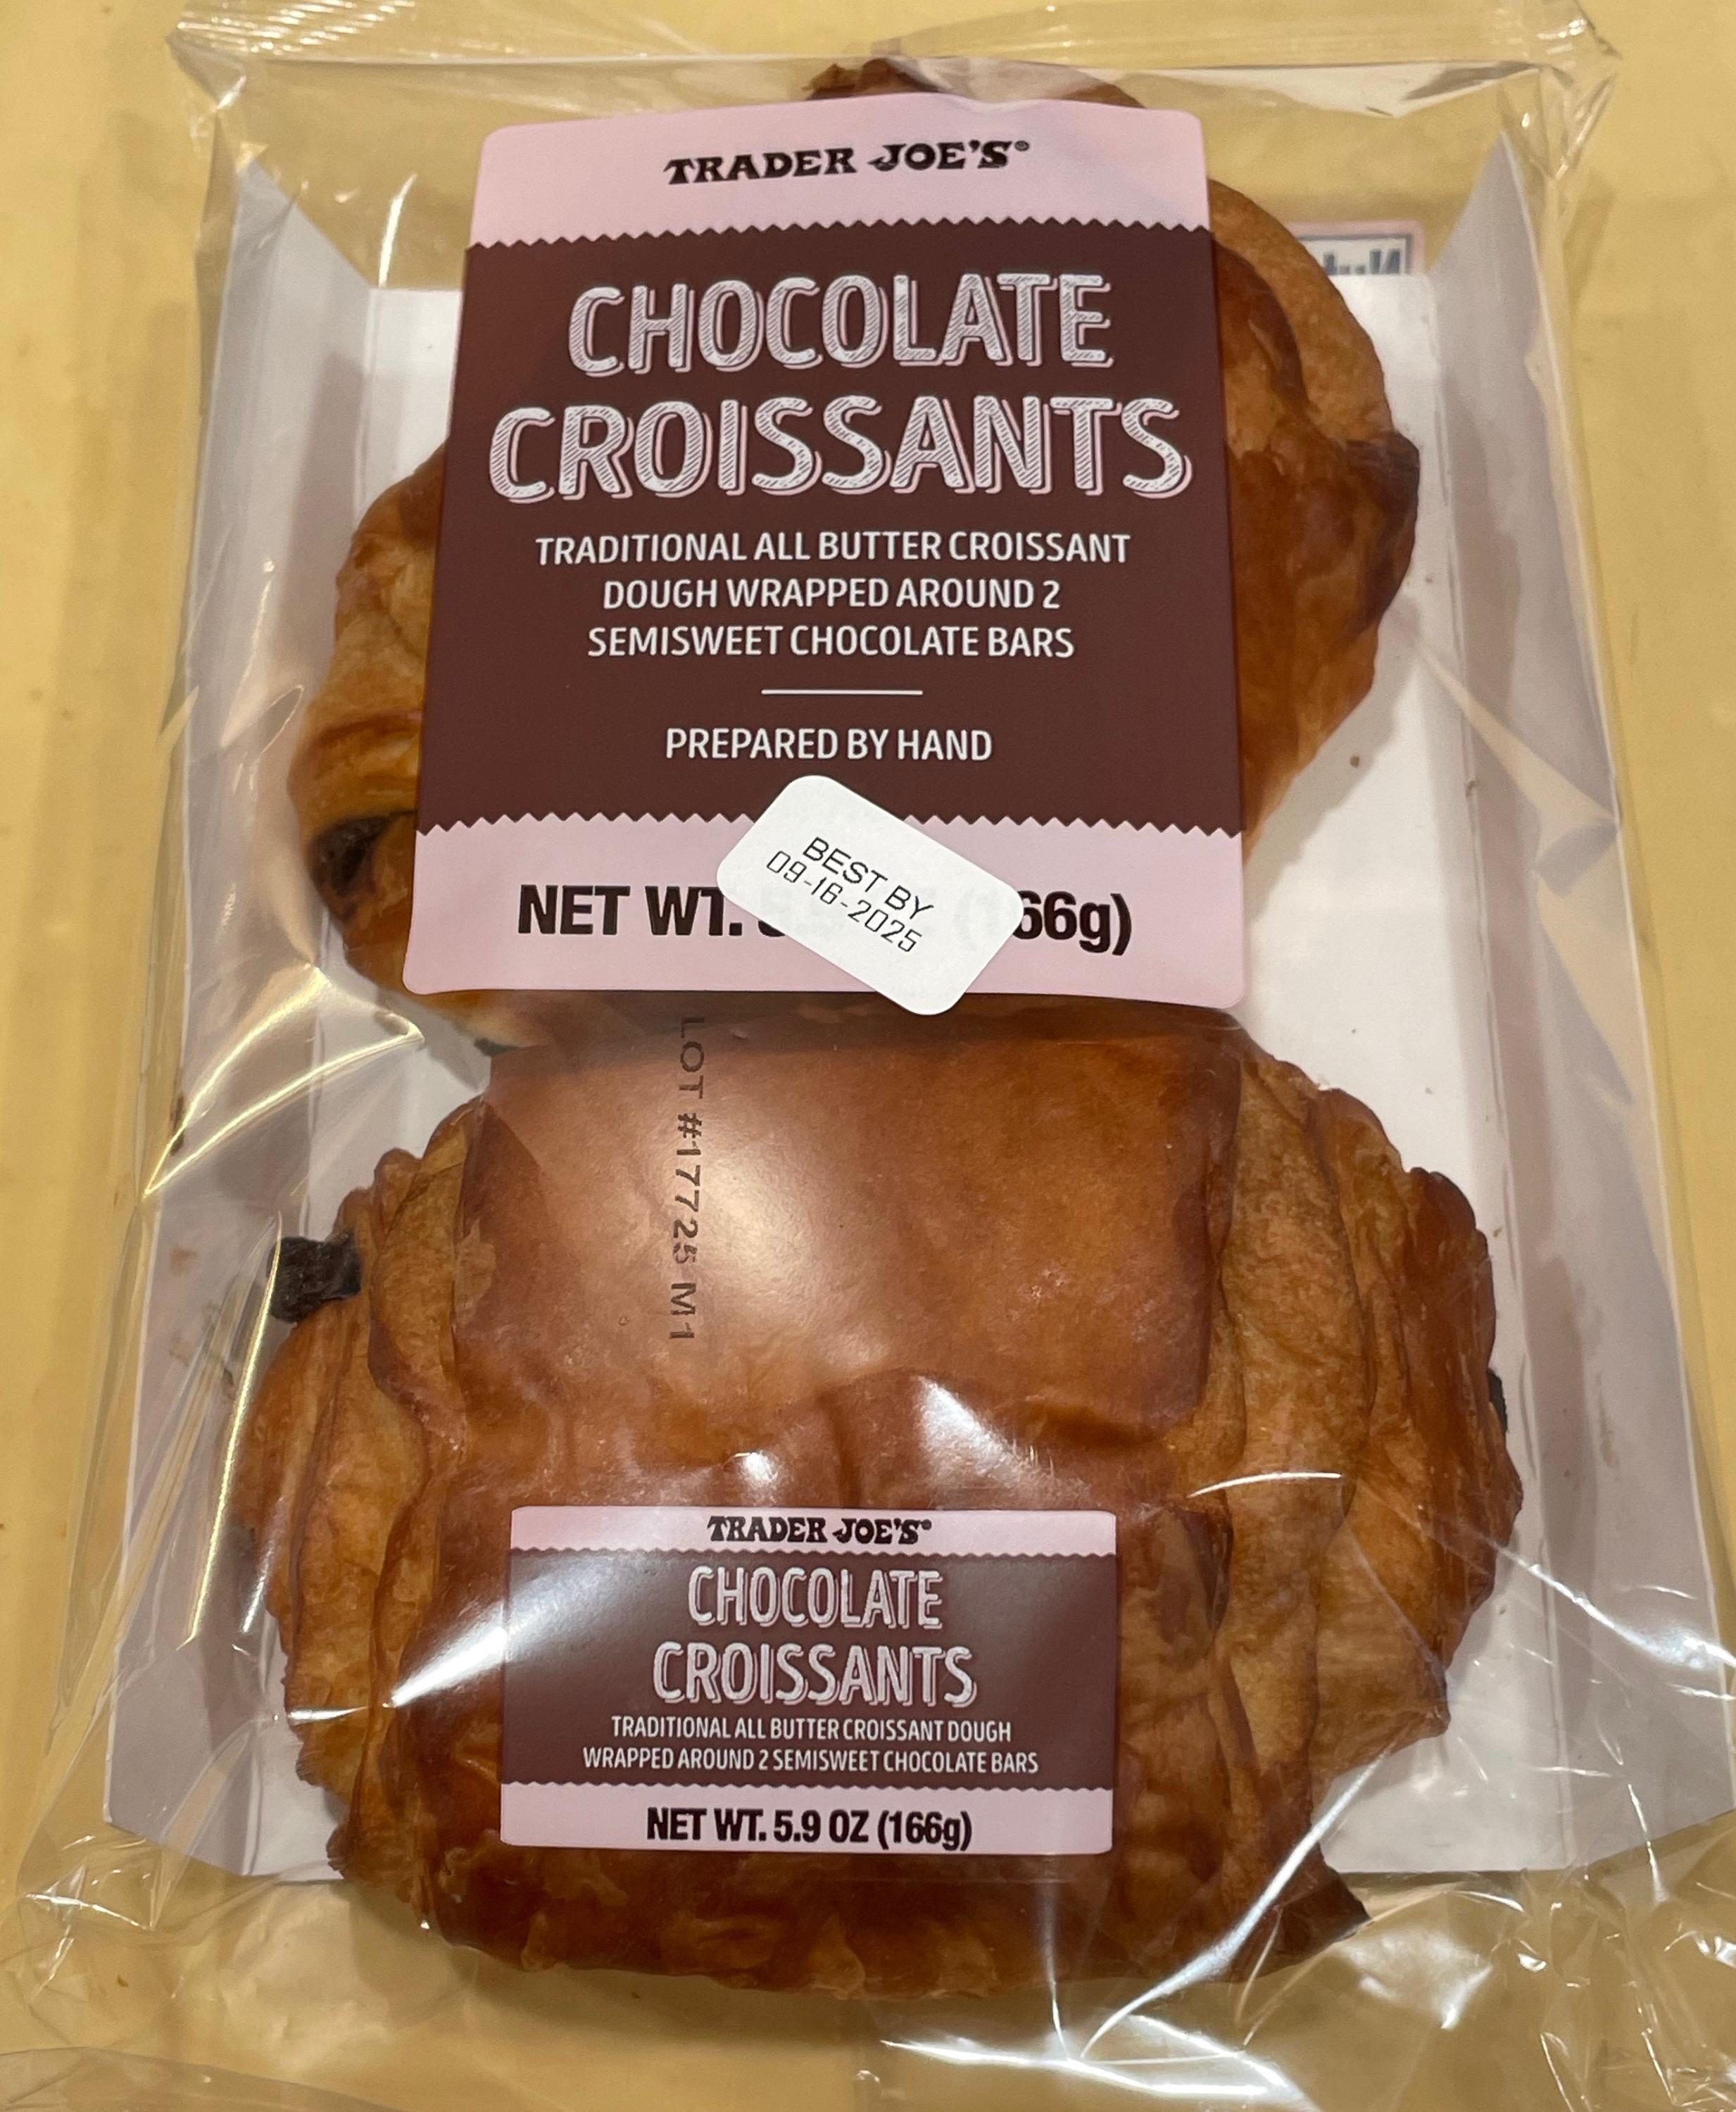 TRADER JOE'S®
CHOCOLATE
CROISSANTS
TRADITIONAL ALL BUTTER CROISSANT
DOUGH WRAPPED AROUND 2
SEMISWEET CHOCOLATE BARS
PREPARED BY HAND
BEST BY
09-16-2025
NET WT. 66g)
LOT #17725 M1
TRADER JOE'S®
CHOCOLATE
CROISSANTS
TRADITIONAL ALL BUTTER CROISSANT DOUGH
WRAPPED AROUND 2 SEMISWEET CHOCOLATE BARS
NET WT. 5.9 OZ (166g)